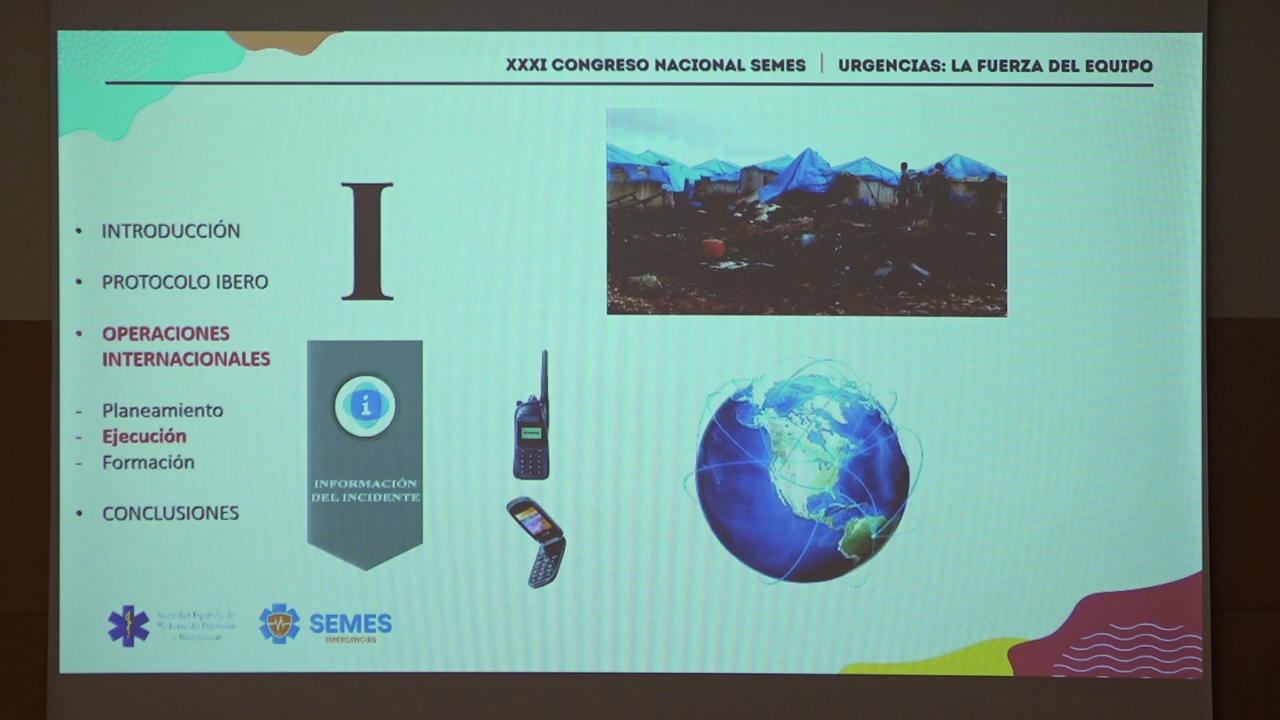 XXXI CONGRESO NACIONAL SEMES | URGENCIAS: LA FUERZA DEL EQUIPO
• INTRODUCCIÓN
• PROTOCOLO IBERO
• OPERACIONES
INTERNACIONALES
- Planeamiento
- Ejecución
- Formación
• CONCLUSIONES
I
i
INFORMACIÓN
DEL INCIDENTE
SEMES
EMERGENCIAS